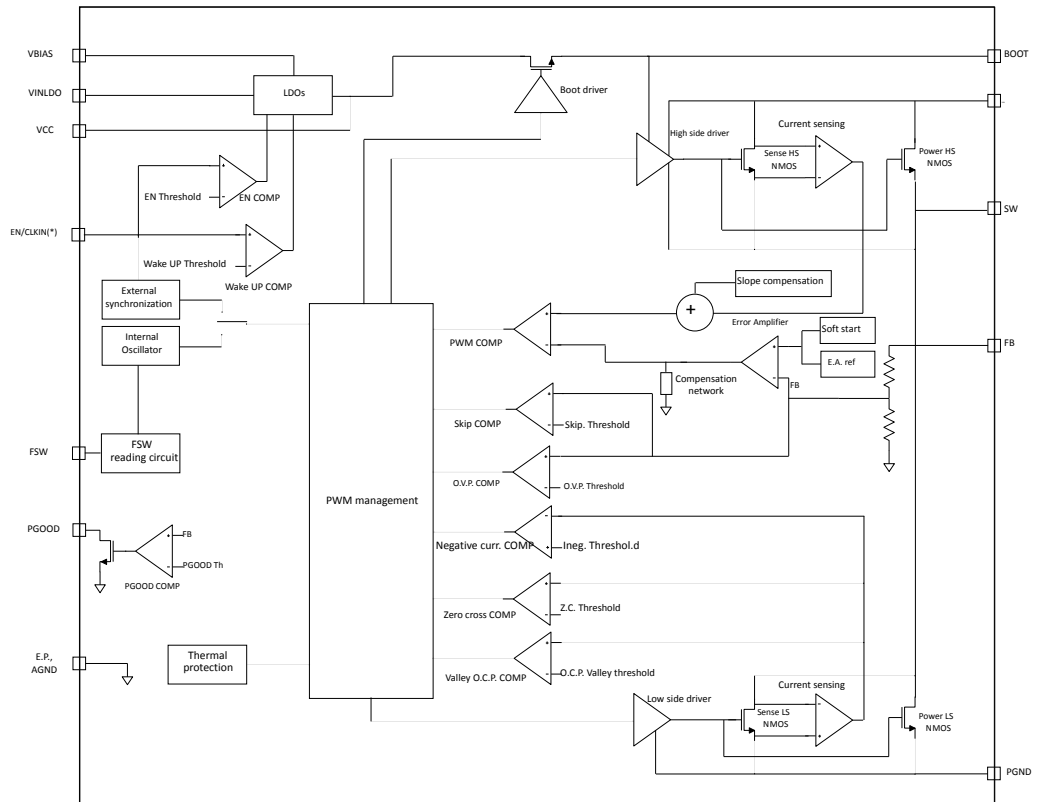 VBIAS
BOOT
LDOs
VINLDO
Boot driver
VCC
High side driver
Current sensing
Sense HS
NMOS
Power HS
NMOS
EN Threshold
EN COMP
SW
EN/CLKIN(*)
Wake UP Threshold
Wake UP COMP
External
synchronization
Slope compensation
+
Error Amplifier
Soft start
Internal
Oscillator
PWM COMP
FB
E.A. ref
Compensation
network
FB
Skip COMP
Skip. Threshold
FSW
FSW
reading circuit
O.V.P. COMP
O.V.P. Threshold
PWM management
PGOOD
FB
PGOOD Th
PGOOD COMP
Negative curr. COMP
Ineg. Threshol.d
Zero cross COMP
Z.C. Threshold
E.P.,
AGND
Thermal
protection
Valley O.C.P. COMP
O.C.P. Valley threshold
Low side driver
Current sensing
Sense LS
NMOS
Power LS
NMOS
PGND